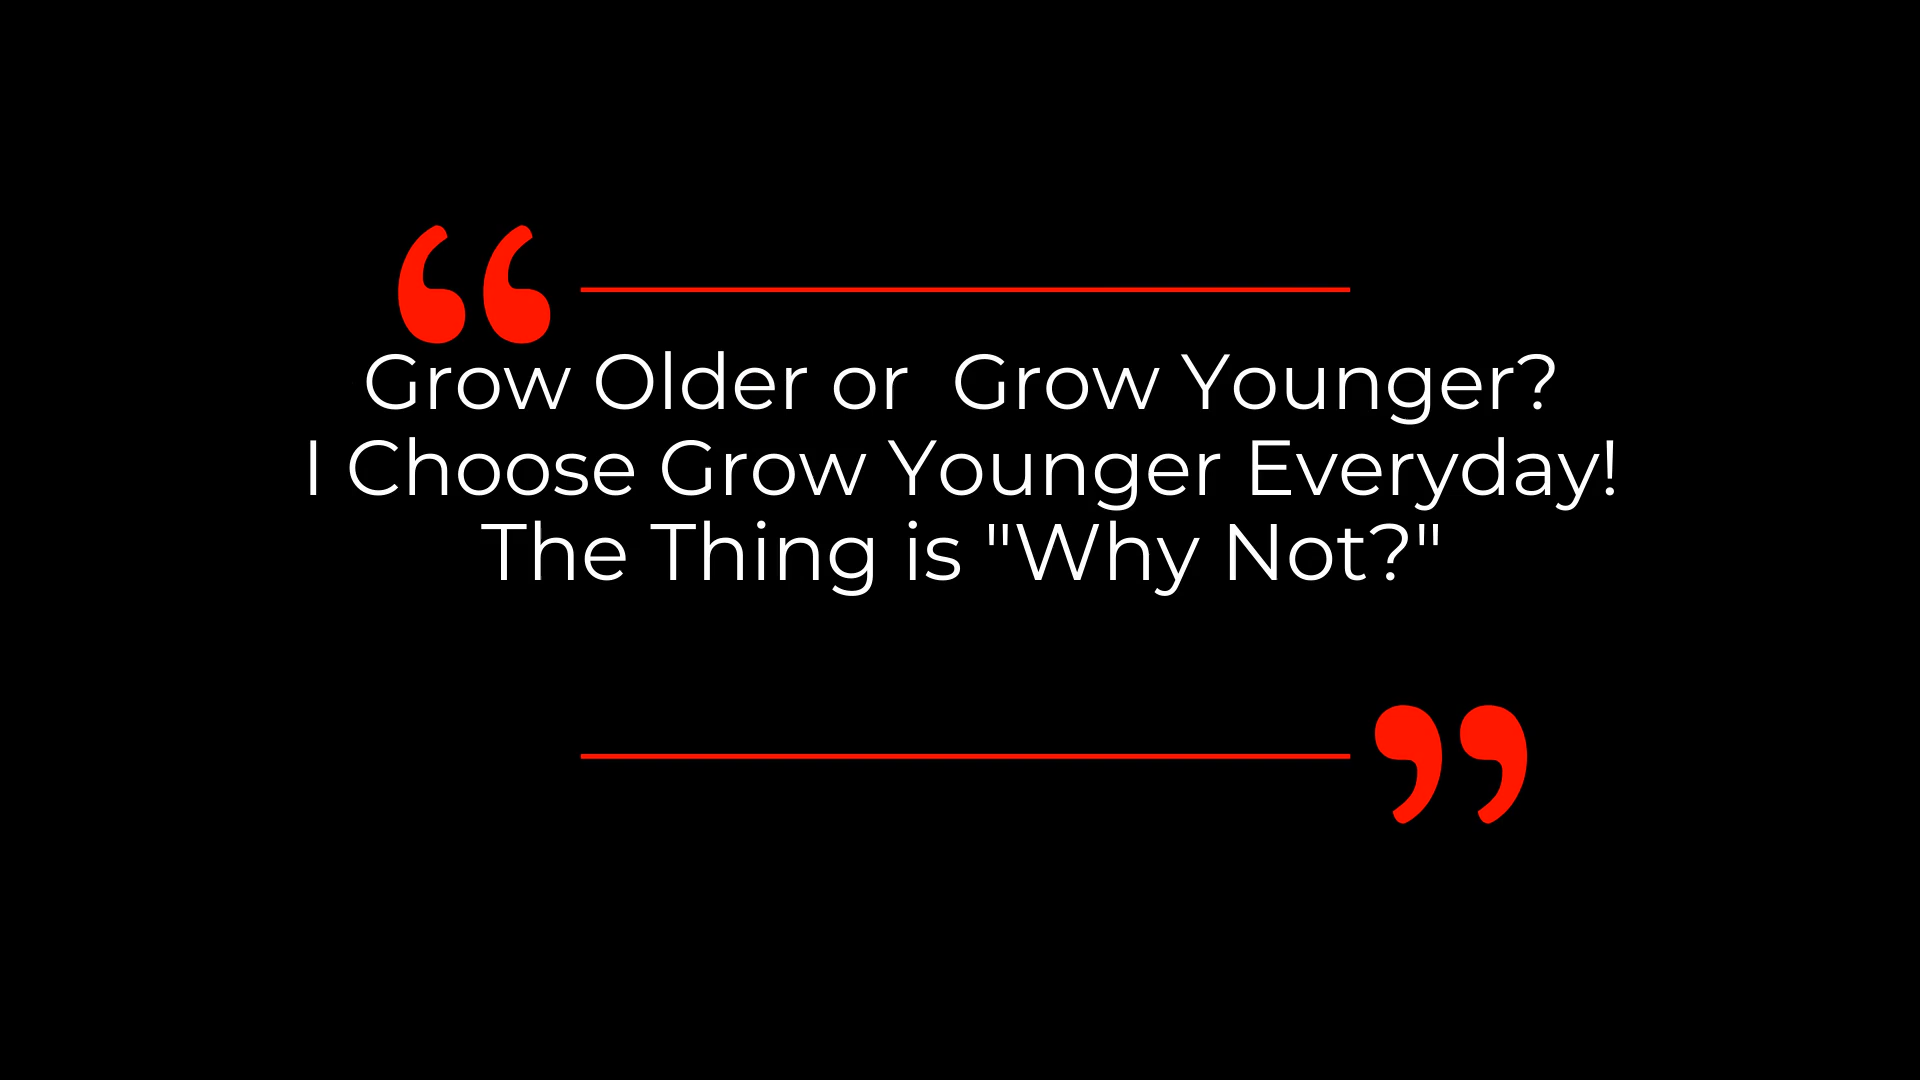 “
Grow Older or  Grow Younger?
I Choose Grow Younger Everyday!
The Thing is "Why Not?"
”